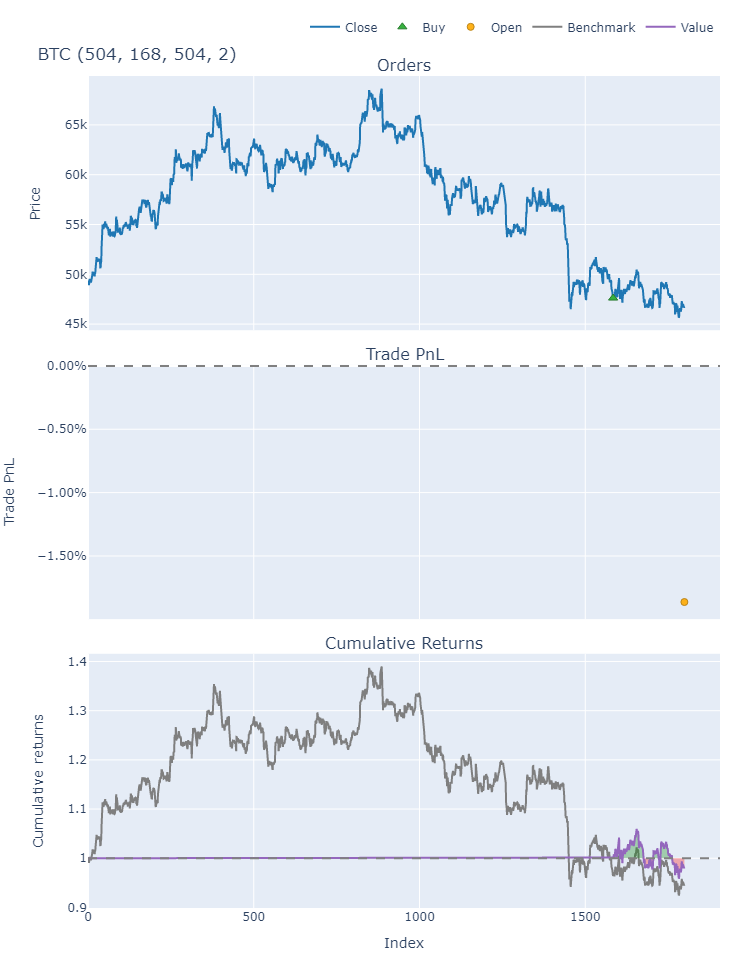 Close Buy Open Benchmark Value
BTC (504, 168, 504, 2)
Orders
65k
60k
55k
50k
45k
Price
Trade PnL
0.00%
−0.50%
−1.00%
−1.50%
Trade PnL
Cumulative Returns
1.4
1.3
1.2
1.1
1
0.9
Cumulative returns
0 500 1000 1500
Index